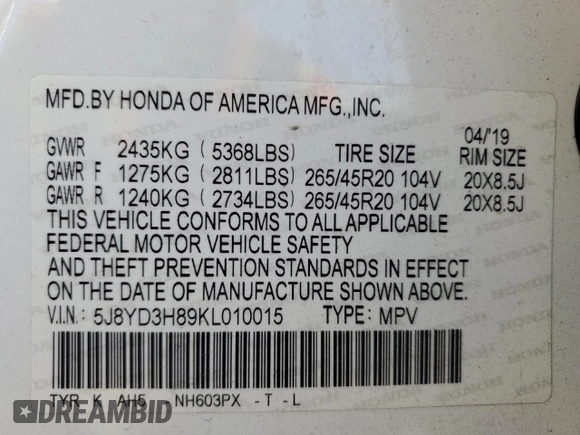 MFD.BY HONDA OF AMERICA MFG.,INC.
04/'19
GVWR 2435KG ( 5368LBS) TIRE SIZE RIM SIZE
GAWR F 1275KG ( 2811LBS) 265/45R20 104V 20X8.5J
GAWR R 1240KG ( 2734LBS) 265/45R20 104V 20X8.5J
THIS VEHICLE CONFORMS TO ALL APPLICABLE
FEDERAL MOTOR VEHICLE SAFETY
AND THEFT PREVENTION STANDARDS IN EFFECT
ON THE DATE OF MANUFACTURE SHOWN ABOVE.
V.I.N.: 5J8YD3H89KL010015 TYPE: MPV
TYR K AH5 NH603PX -T -L
DREAMBID